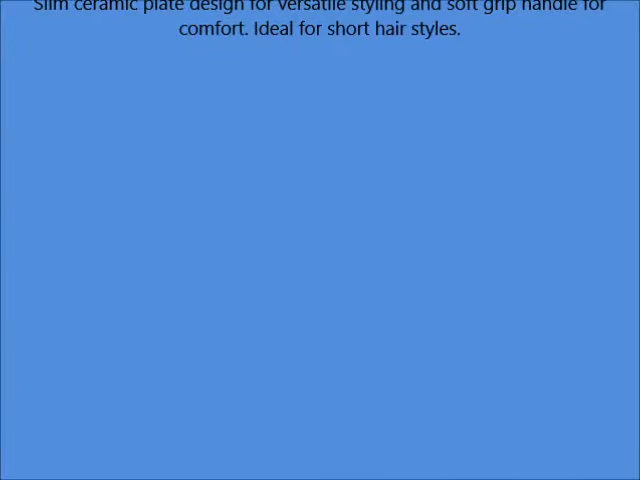 Slim ceramic plate design for versatile styling and soft grip handle for
comfort. Ideal for short hair styles.